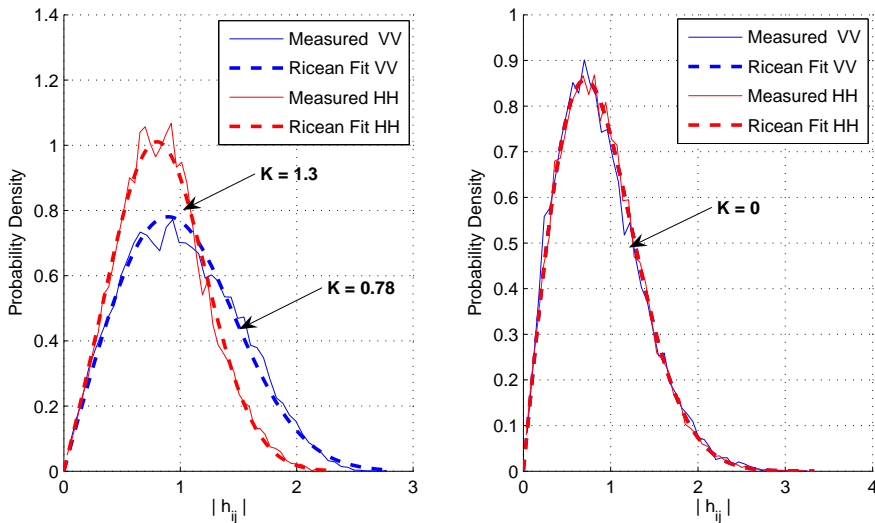 Probability Density
1.4
1.2
1
0.8
0.6
0.4
0.2
0
0 1 2 3
| h_ij |
Measured VV
Ricean Fit VV
Measured HH
Ricean Fit HH
K = 1.3
K = 0.78
Probability Density
1
0.9
0.8
0.7
0.6
0.5
0.4
0.3
0.2
0.1
0
0 1 2 3 4
| h_ij |
Measured VV
Ricean Fit VV
Measured HH
Ricean Fit HH
K = 0